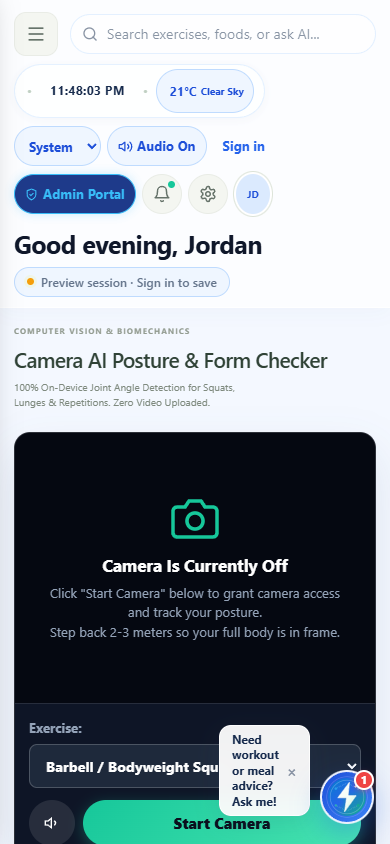 Search exercises, foods, or ask AI...
11:48:03 PM
21°C Clear Sky
System
Audio On
Sign in
Admin Portal
JD
Good evening, Jordan
Preview session · Sign in to save
COMPUTER VISION & BIOMECHANICS
Camera AI Posture & Form Checker
100% On-Device Joint Angle Detection for Squats,
Lunges & Repetitions. Zero Video Uploaded.
Camera Is Currently Off
Click "Start Camera" below to grant camera access
and track your posture.
Step back 2-3 meters so your full body is in frame.
Exercise:
Barbell / Bodyweight Squ
Need
workout
or meal
advice?
Ask me!
×
1
Start Camera